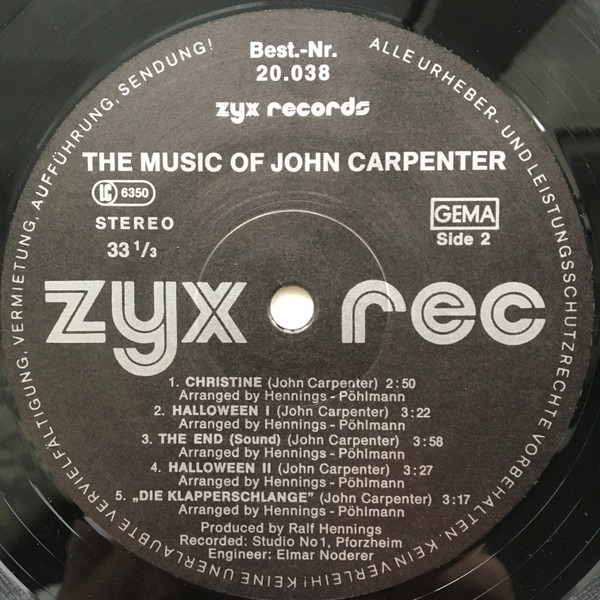 Best.-Nr.
20.038
zyx records
THE MUSIC OF JOHN CARPENTER
LC 6350
STEREO
33 1/3
GEMA
Side 2
zyx rec
1. CHRISTINE (John Carpenter) 2:50
Arranged by Hennings - Pöhlmann
2. HALLOWEEN I (John Carpenter) 3:22
Arranged by Hennings - Pöhlmann
3. THE END (Sound) (John Carpenter) 3:58
Arranged by Hennings - Pöhlmann
4. HALLOWEEN II (John Carpenter) 3:27
Arranged by Hennings - Pöhlmann
5. „DIE KLAPPERSCHLANGE” (John Carpenter) 3:17
Arranged by Hennings - Pöhlmann
Produced by Ralf Hennings
Recorded: Studio No1, Pforzheim
Engineer: Elmar Noderer
ALLE URHEBER- UND LEISTUNGSSCHUTZRECHTE VORBEHALTEN. KEIN VERLEIH! KEINE UNERLAUBTE VERVIELFÄLTIGUNG, VERMIETUNG, AUFFÜHRUNG, SENDUNG!